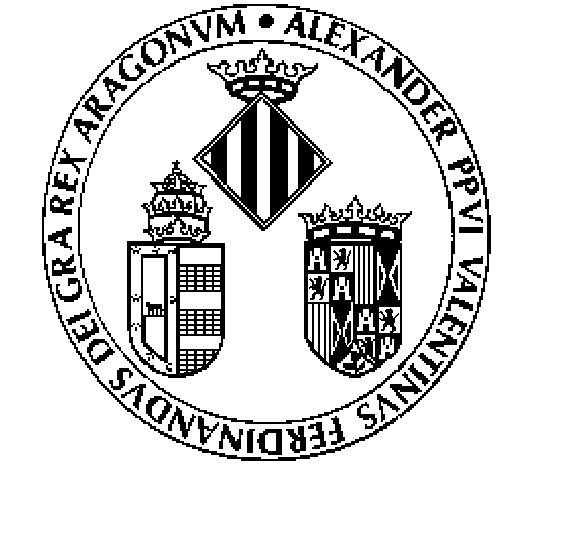 • ALEXANDER PPVI VALENTINVS FERDINANDVS DEI GRA REX ARAGONVM